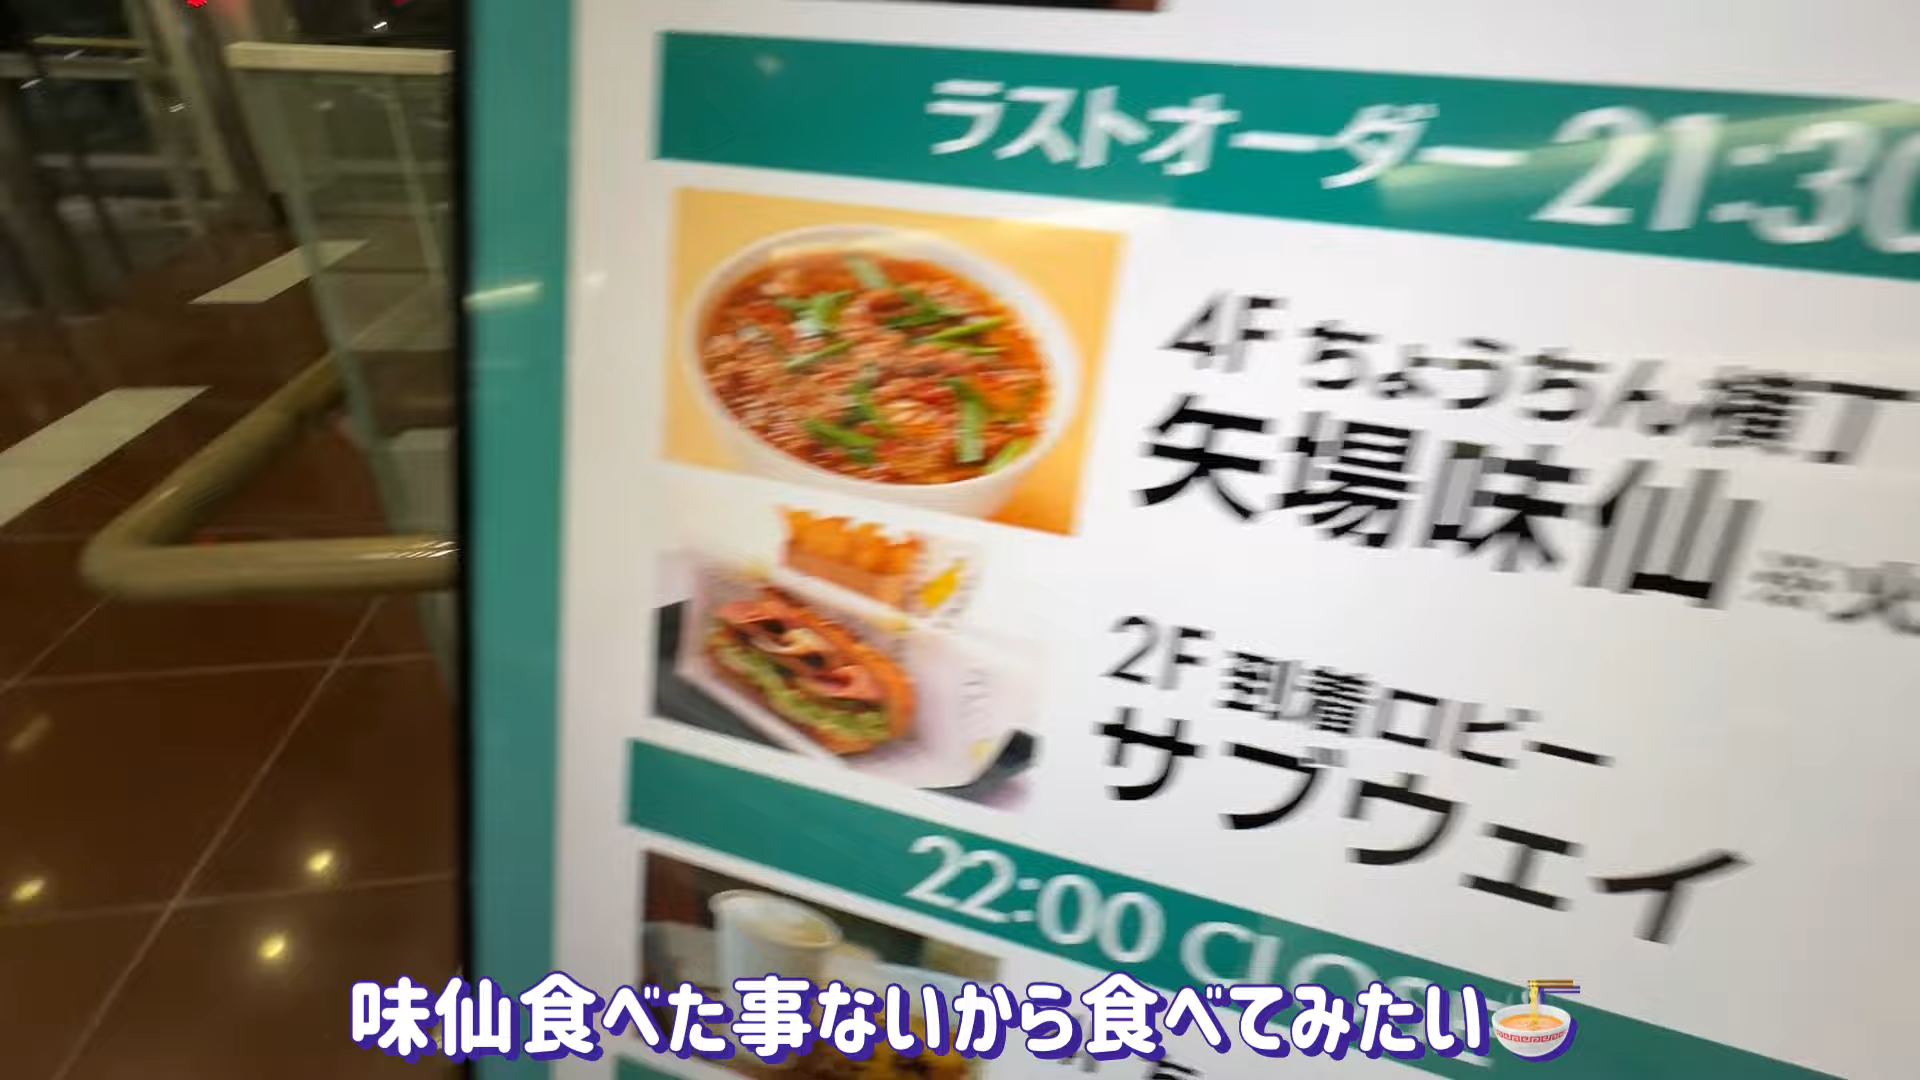 ラストオーダー 21:30
4F ちょうちん横丁
矢場味仙
2F 到着ロビー
サブウェイ
22:00 CLOSE
味仙食べた事ないから食べてみたい🍜